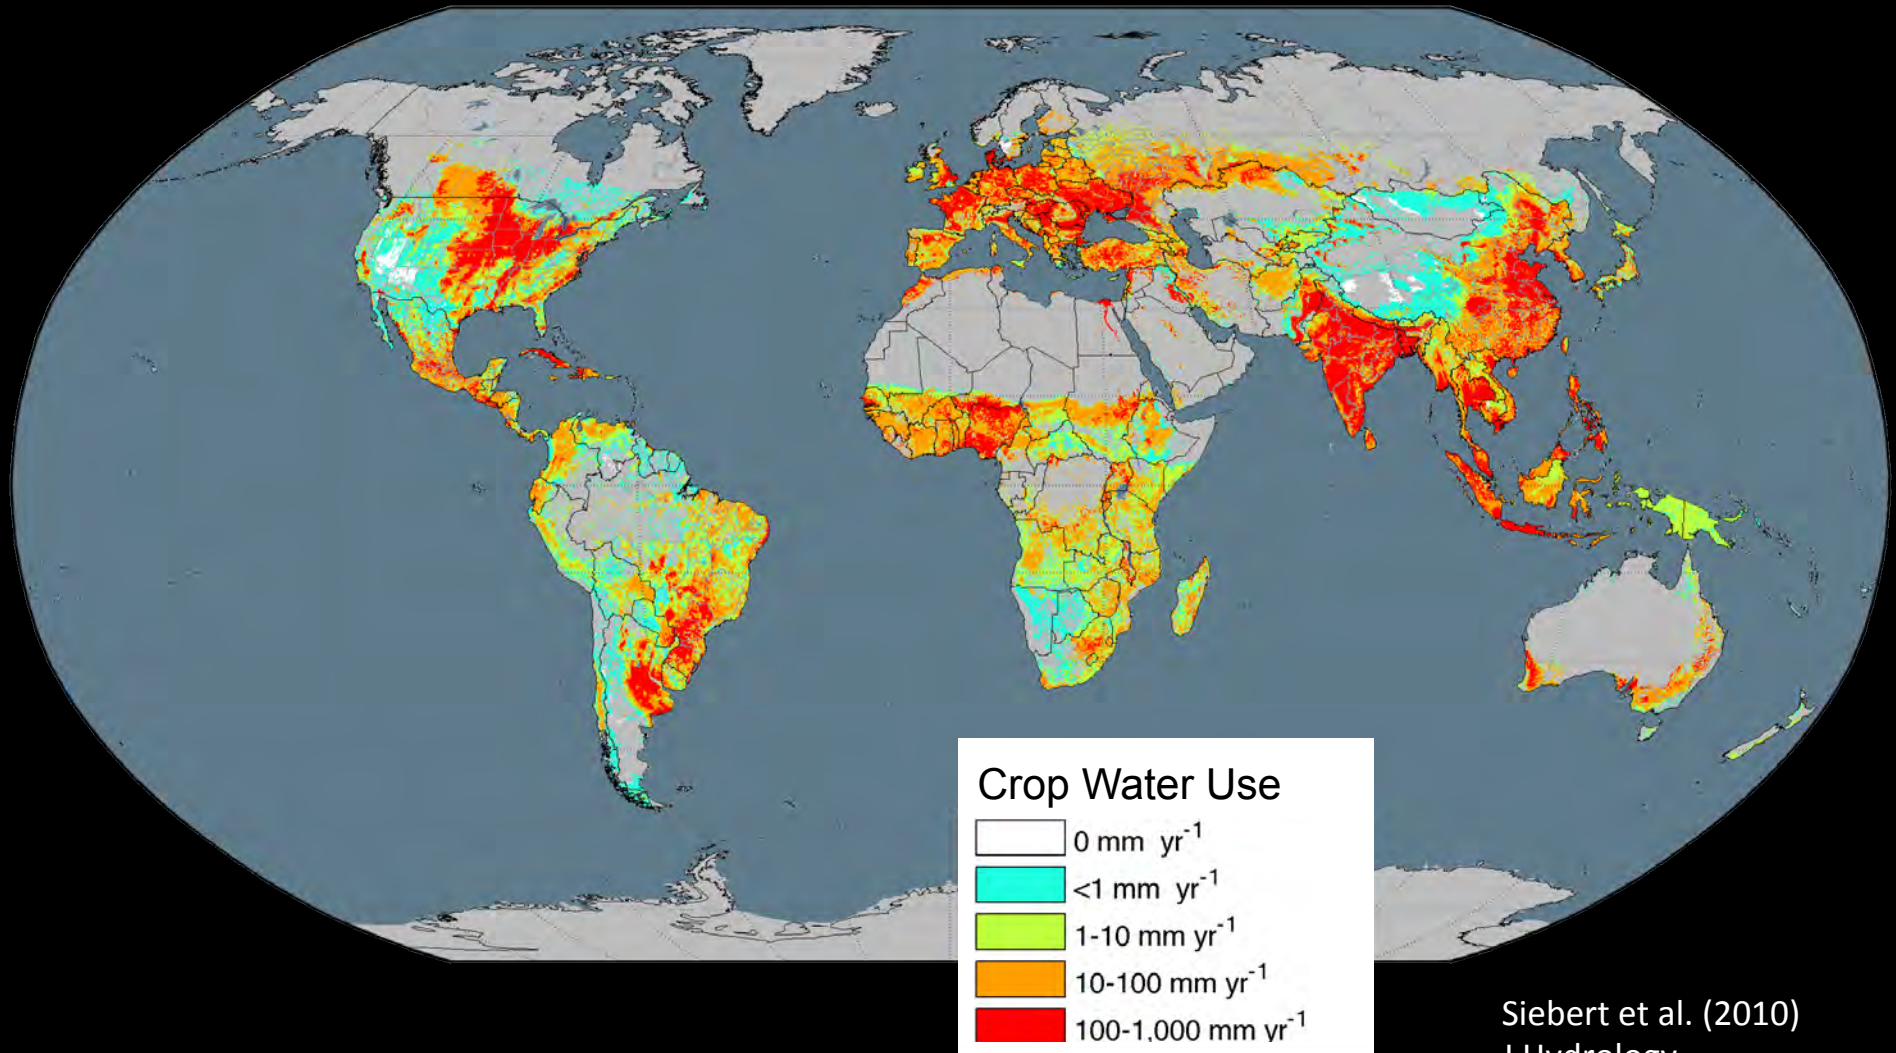 Crop Water Use
0 mm yr-1
<1 mm yr-1
1-10 mm yr-1
10-100 mm yr-1
100-1,000 mm yr-1
Siebert et al. (2010)
J Hydrology